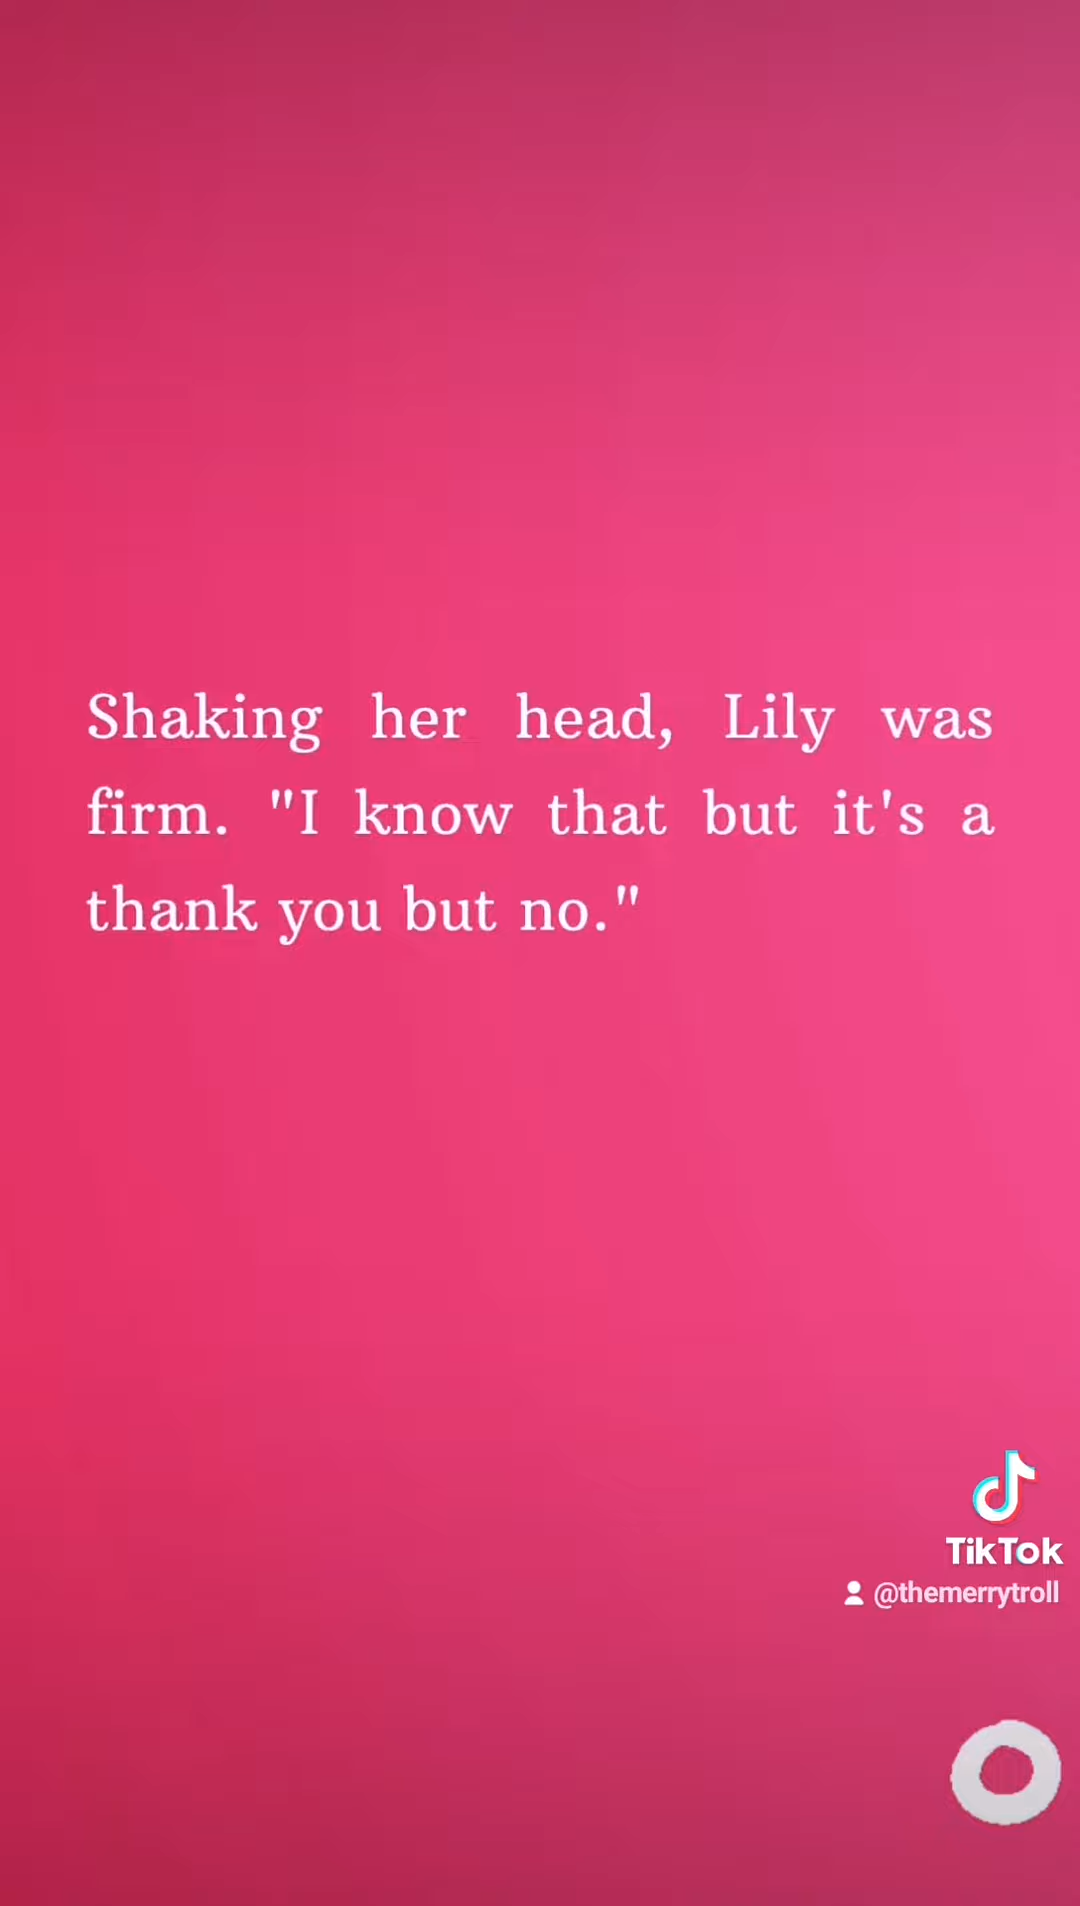 Shaking her head, Lily was
firm. "I know that but it's a
thank you but no."
TikTok
@themerrytroll